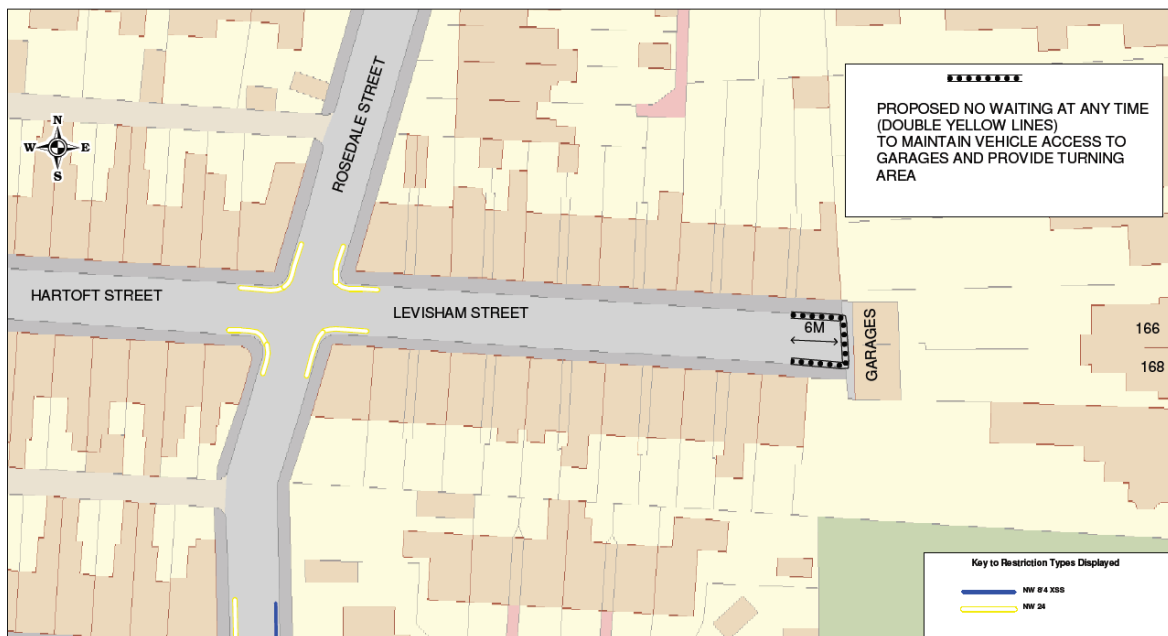 PROPOSED NO WAITING AT ANY TIME
(DOUBLE YELLOW LINES)
TO MAINTAIN VEHICLE ACCESS TO
GARAGES AND PROVIDE TURNING
AREA
N
W E
S
ROSEDALE STREET
HARTOFT STREET
LEVISHAM STREET
6M
GARAGES
166
168
Key to Restriction Types Displayed
NW 8'4 XSS
NW 24